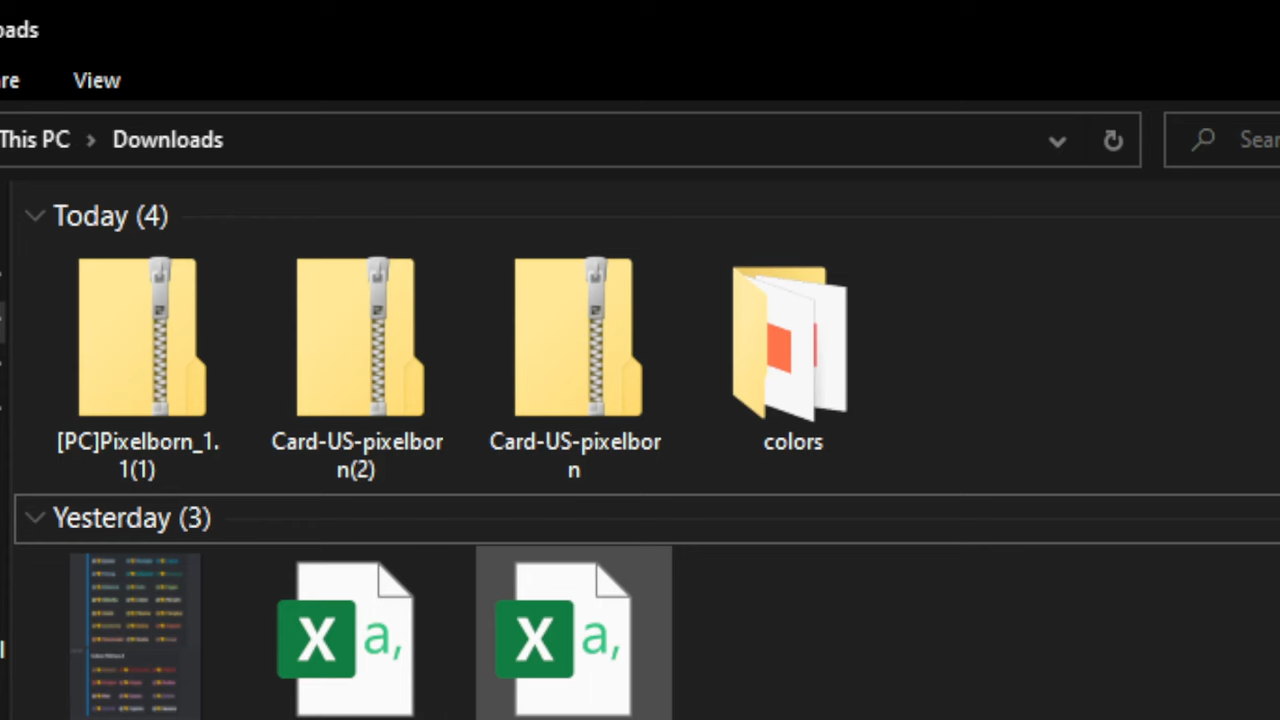 oads
re View
This PC > Downloads Sear
Today (4)
[PC]Pixelborn_1.
1(1)
Card-US-pixelbor
n(2)
Card-US-pixelbor
n
colors
Yesterday (3)
X a,
X a,